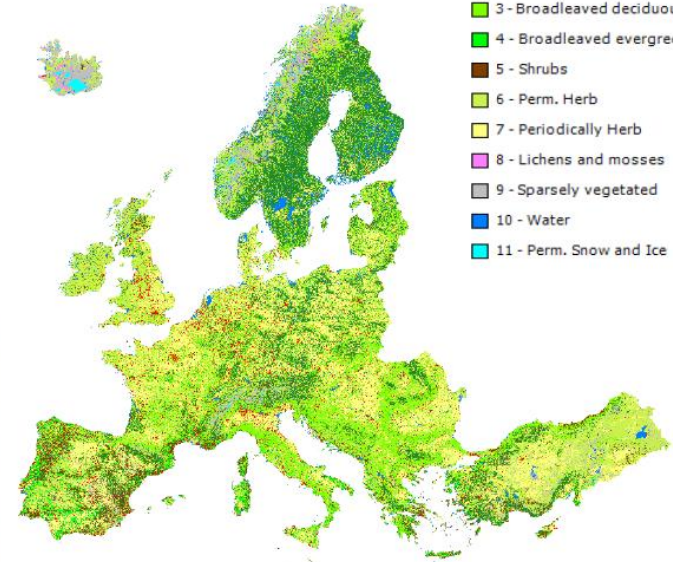 3 - Broadleaved deciduou
4 - Broadleaved evergree
5 - Shrubs
6 - Perm. Herb
7 - Periodically Herb
8 - Lichens and mosses
9 - Sparsely vegetated
10 - Water
11 - Perm. Snow and Ice